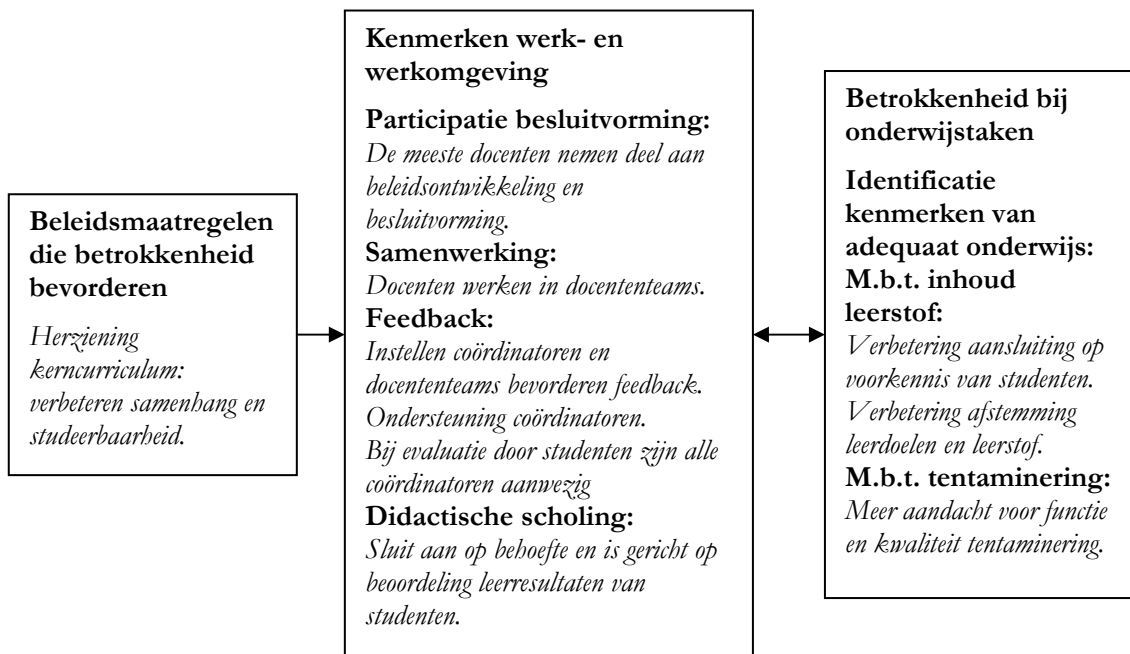 Beleidsmaatregelen
die betrokkenheid
bevorderen
Herziening
kerncurriculum:
verbeteren samenhang en
studeerbaarheid.
Kenmerken werk- en
werkomgeving
Participatie besluitvorming:
De meeste docenten nemen deel aan
beleidsontwikkeling en
besluitvorming.
Samenwerking:
Docenten werken in docententeams.
Feedback:
Instellen coördinatoren en
docententeams bevorderen feedback.
Ondersteuning coördinatoren.
Bij evaluatie door studenten zijn alle
coördinatoren aanwezig
Didactische scholing:
Sluit aan op behoefte en is gericht op
beoordeling leerresultaten van
studenten.
Betrokkenheid bij
onderwijstaken
Identificatie
kenmerken van
adequaat onderwijs:
M.b.t. inhoud
leerstof:
Verbetering aansluiting op
voorkennis van studenten.
Verbetering afstemming
leerdoelen en leerstof.
M.b.t. tentaminering:
Meer aandacht voor functie
en kwaliteit tentaminering.